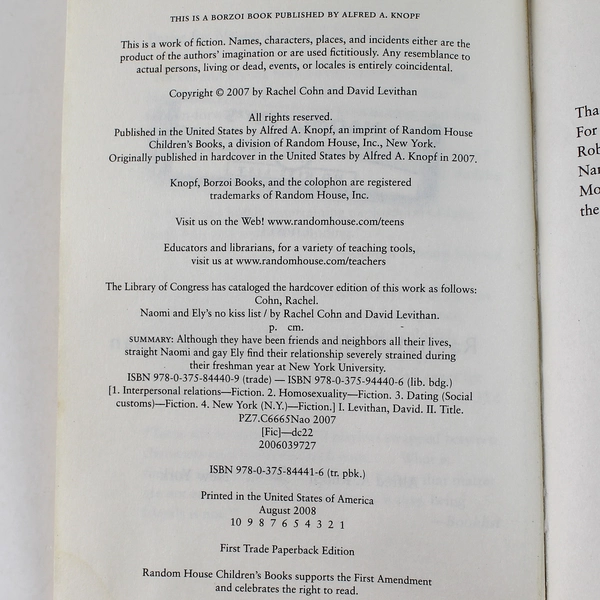 THIS IS A BORZOI BOOK PUBLISHED BY ALFRED A. KNOPF
This is a work of fiction. Names, characters, places, and incidents either are the
product of the authors' imagination or are used fictitiously. Any resemblance to
actual persons, living or dead, events, or locales is entirely coincidental.
Copyright © 2007 by Rachel Cohn and David Levithan
All rights reserved.
Published in the United States by Alfred A. Knopf, an imprint of Random House
Children's Books, a division of Random House, Inc., New York.
Originally published in hardcover in the United States by Alfred A. Knopf in 2007.
Knopf, Borzoi Books, and the colophon are registered
trademarks of Random House, Inc.
Visit us on the Web! www.randomhouse.com/teens
Educators and librarians, for a variety of teaching tools,
visit us at www.randomhouse.com/teachers
The Library of Congress has cataloged the hardcover edition of this work as follows:
Cohn, Rachel.
Naomi and Ely's no kiss list / by Rachel Cohn and David Levithan.
p. cm.
SUMMARY: Although they have been friends and neighbors all their lives,
straight Naomi and gay Ely find their relationship severely strained during
their freshman year at New York University.
ISBN 978-0-375-84440-9 (trade) — ISBN 978-0-375-94440-6 (lib. bdg.)
[1. Interpersonal relations—Fiction. 2. Homosexuality—Fiction. 3. Dating (Social
customs)—Fiction. 4. New York (N.Y.)—Fiction.] I. Levithan, David. II. Title.
PZ7.C6665Nao 2007
[Fic]—dc22
2006039727
ISBN 978-0-375-84441-6 (tr. pbk.)
Printed in the United States of America
August 2008
10 9 8 7 6 5 4 3 2 1
First Trade Paperback Edition
Random House Children's Books supports the First Amendment
and celebrates the right to read.
For
the